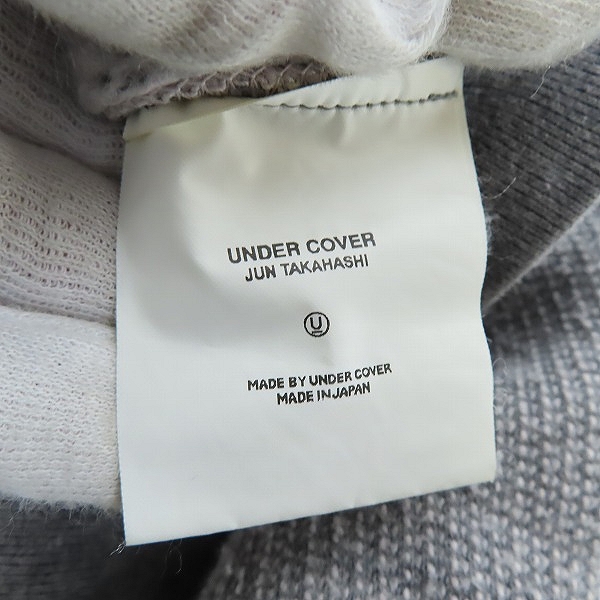 UNDER COVER
JUN TAKAHASHI
U
MADE BY UNDER COVER
MADE IN JAPAN